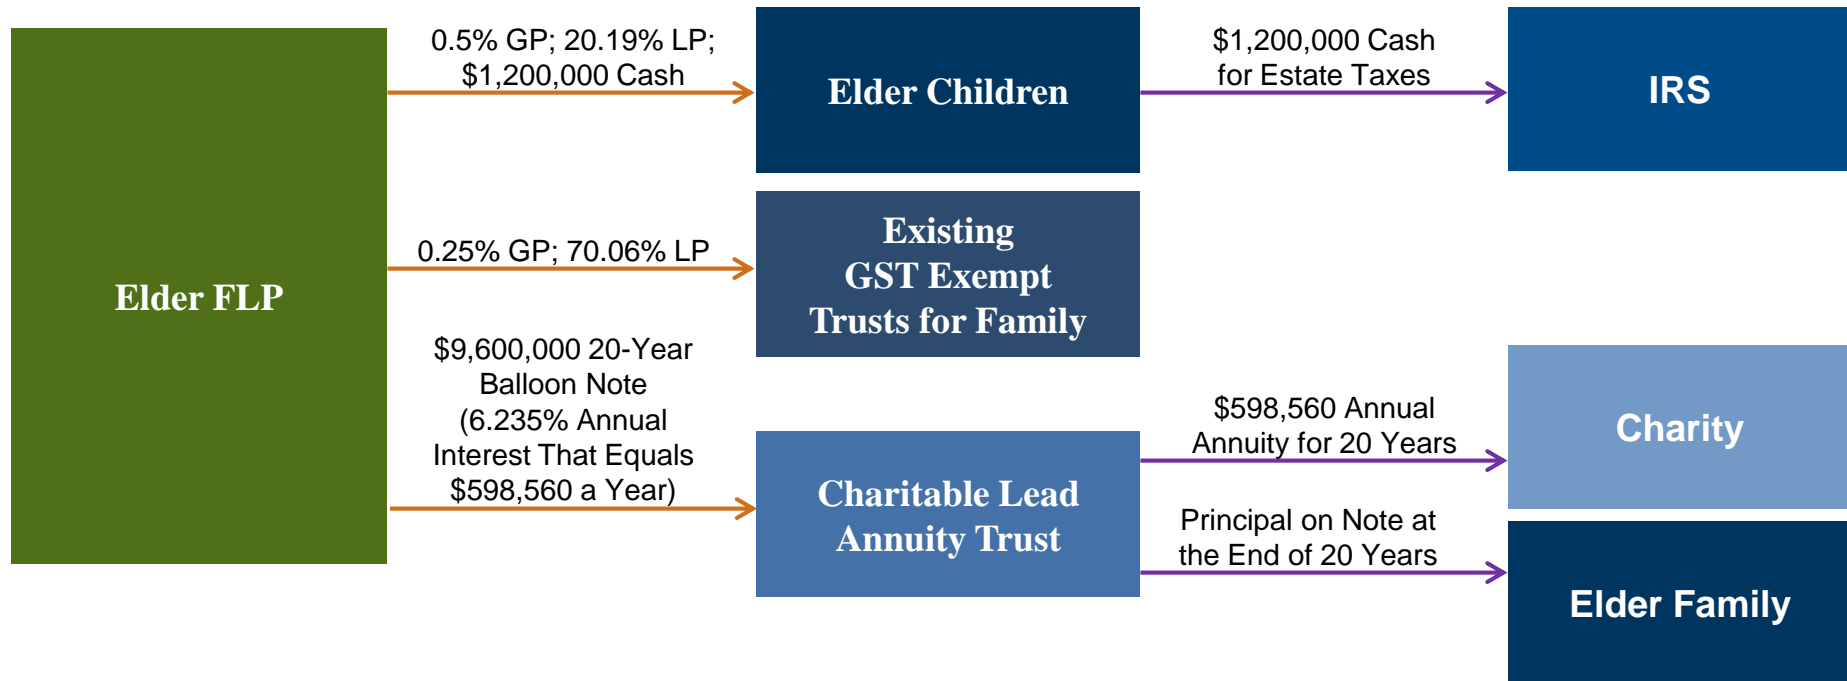 Elder FLP
0.5% GP; 20.19% LP;
$1,200,000 Cash
Elder Children
$1,200,000 Cash
for Estate Taxes
IRS
0.25% GP; 70.06% LP
Existing
GST Exempt
Trusts for Family
$9,600,000 20-Year
Balloon Note
(6.235% Annual
Interest That Equals
$598,560 a Year)
Charitable Lead
Annuity Trust
$598,560 Annual
Annuity for 20 Years
Charity
Principal on Note at
the End of 20 Years
Elder Family